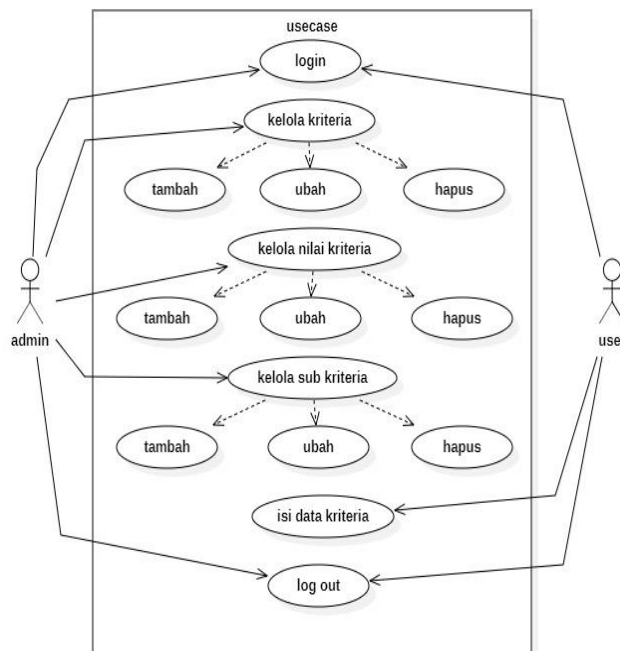 usecase
login
kelola kriteria
tambah
ubah
hapus
kelola nilai kriteria
tambah
ubah
hapus
admin
use
kelola sub kriteria
tambah
ubah
hapus
isi data kriteria
log out